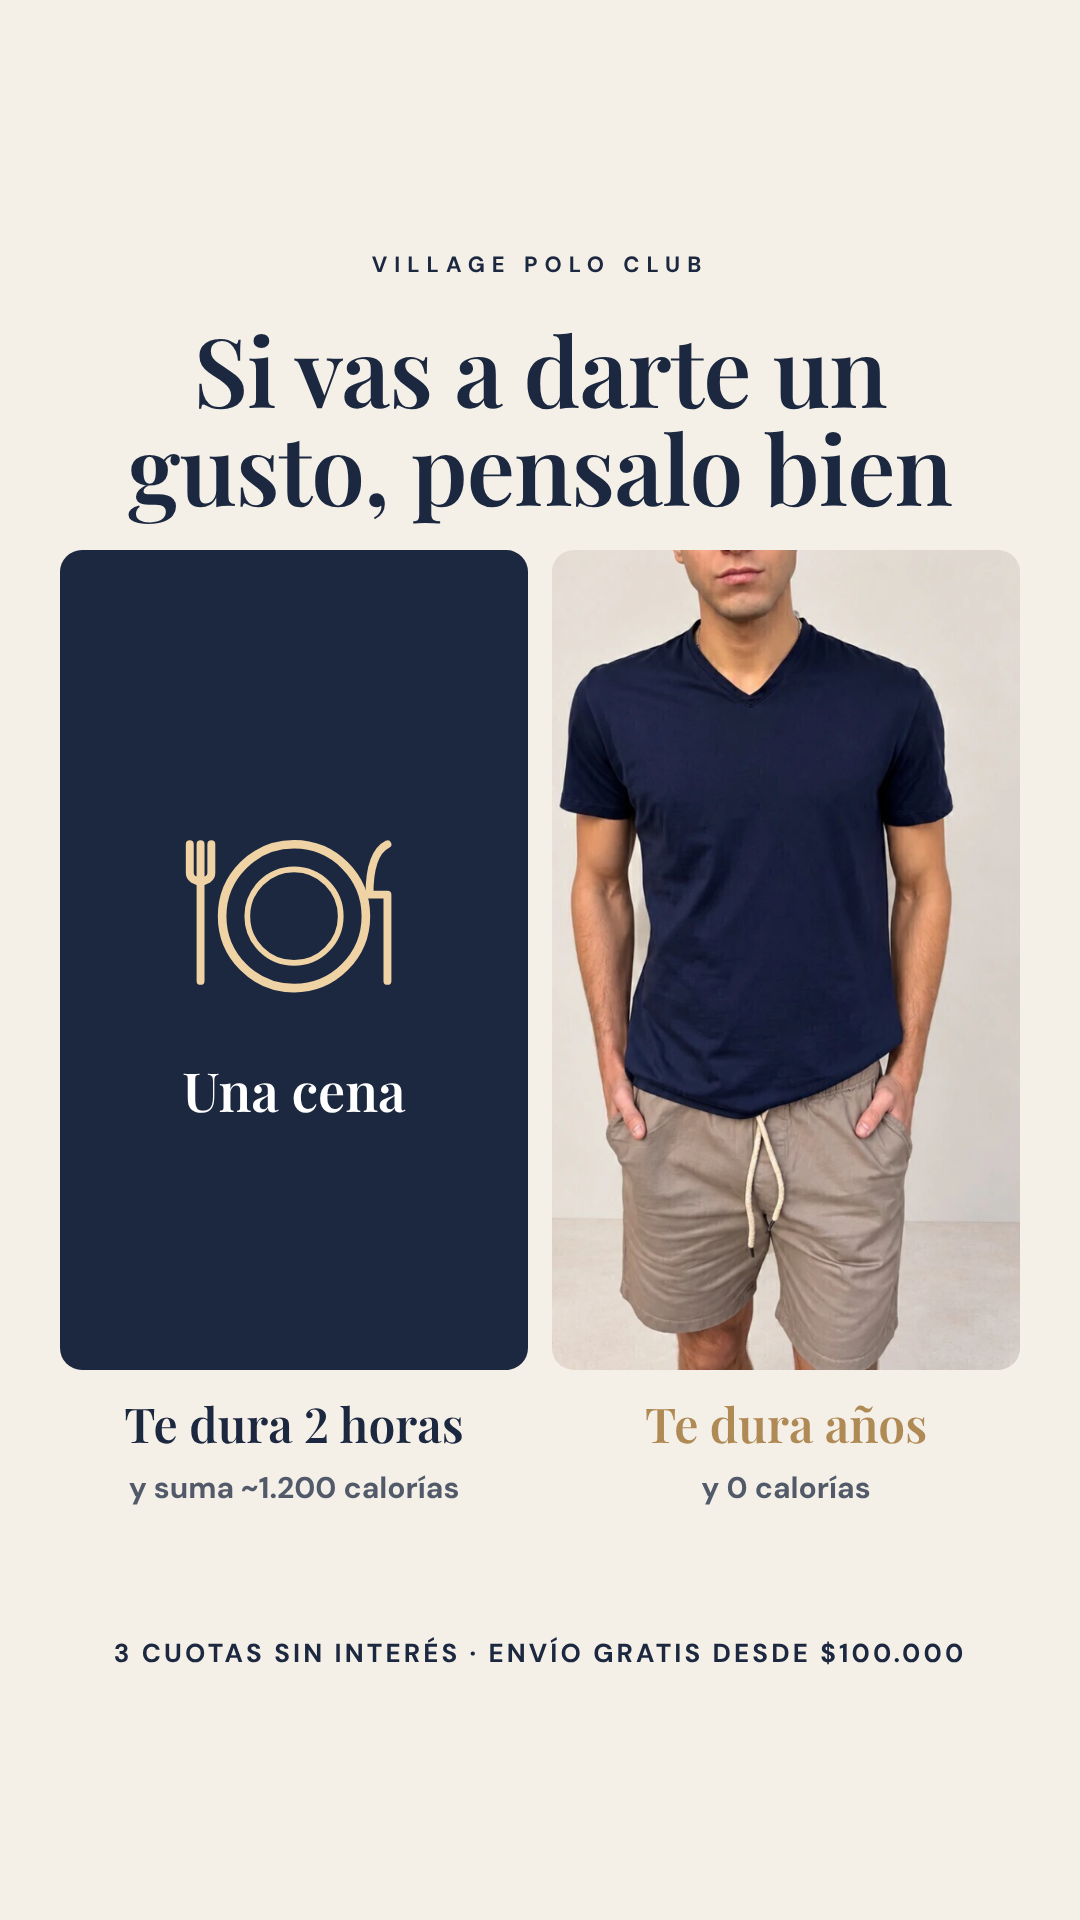 VILLAGE POLO CLUB
Si vas a darte un
gusto, pensalo bien
Una cena
Te dura 2 horas
y suma ~1.200 calorías
Te dura años
y 0 calorías
3 CUOTAS SIN INTERÉS · ENVÍO GRATIS DESDE $100.000